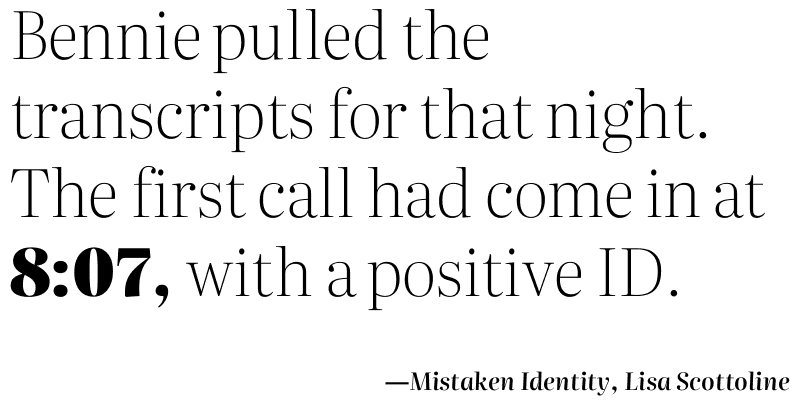 Bennie pulled the
transcripts for that night.
The first call had come in at
8:07, with a positive ID.
—Mistaken Identity, Lisa Scottoline